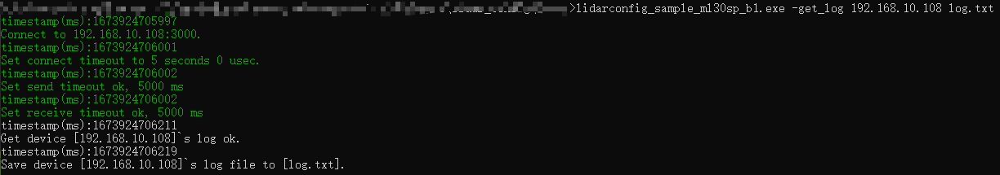 >lidarconfig_sample_ml30sp_b1.exe -get_log 192.168.10.108 log.txt
timestamp(ms):1673924705997
Connect to 192.168.10.108:3000.
timestamp(ms):1673924706001
Set connect timeout to 5 seconds 0 usec.
timestamp(ms):1673924706002
Set send timeout ok, 5000 ms
timestamp(ms):1673924706002
Set receive timeout ok, 5000 ms
timestamp(ms):1673924706211
Get device [192.168.10.108]`s log ok.
timestamp(ms):1673924706219
Save device [192.168.10.108]`s log file to [log.txt].